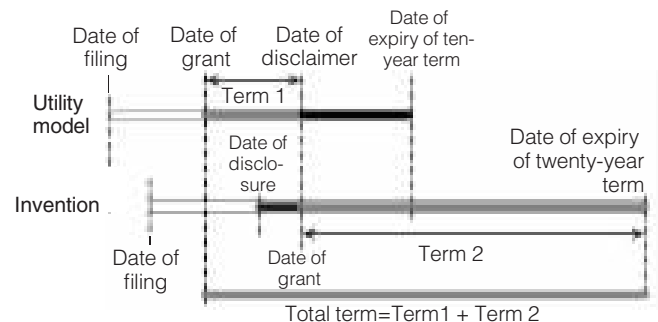 Date of
filing
Date of
grant
Date of
disclaimer
Date of
expiry of ten-
year term
Term 1
Utility
model
Date of
disclo-
sure
Date of expiry
of twenty-year
term
Invention
Date of
filing
Date of
grant
Term 2
Total term=Term1 + Term 2